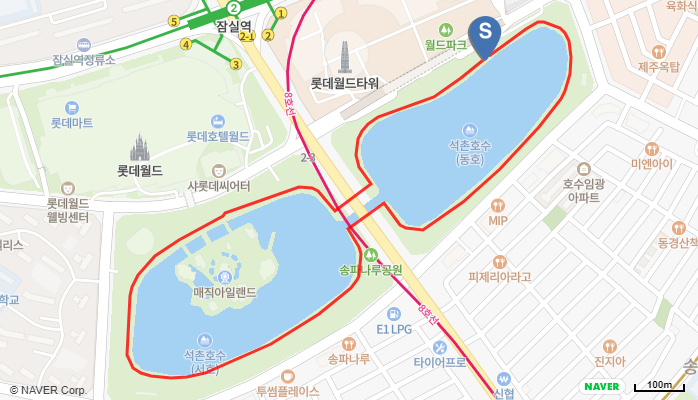 육화식
5
2
1
잠실역
2-1
2
4
3
월드파크
S
잠실역정류소
제주옥탑
롯데월드타워
8호선
롯데마트
롯데호텔월드
석촌호수
(동호)
미엔아이
2-3
롯데월드
샤롯데씨어터
호수임광
아파트
롯데월드
웰빙센터
MIP
리스
동경산책
송파나루공원
피제리아라고
매직아일랜드
학교
8호선
E1 LPG
석촌호수
(서호)
송파나루
타이어프로
진지아
송
투썸플레이스
신협
NAVER
100m
© NAVER Corp.